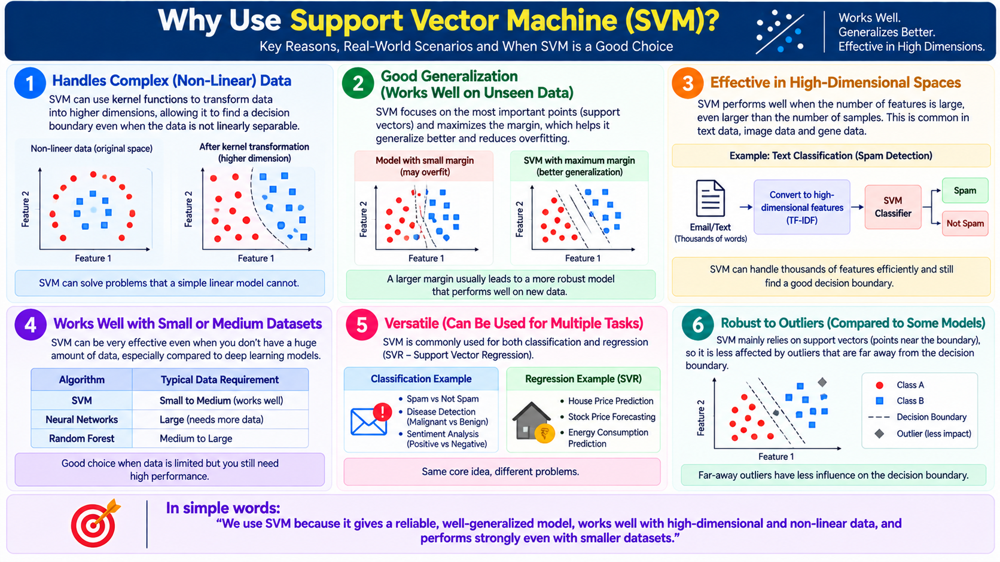 Why Use Support Vector Machine (SVM)?
Key Reasons, Real-World Scenarios and When SVM is a Good Choice
Works Well.
Generalizes Better.
Effective in High Dimensions.
1
Handles Complex (Non-Linear) Data
SVM can use kernel functions to transform data
into higher dimensions, allowing it to find a decision
boundary even when the data is not linearly separable.
Non-lineer data (original space)
Feature 2
Feature 1
After kernel transformation
(higher dimension)
Feature 2
Feature 1
SVM can solve problems that a simple linear model cannot.
2
Good Generalization
(Works Well on Unseen Data)
SVM focuses on the most important points (support
vectors) and maximizes the margin, which helps it
generalize better and reduces overfitting.
Model with small margin
(may overfit)
Feature 2
Feature 1
SVM with maximum margin
(better generalization)
Feature 2
Feature 1
A larger margin usually leads to a more robust model
that performs well on new data.
3
Effective in High-Dimensional Spaces
SVM performs well when the number of features is large,
even larger than the number of samples. This is common in
text data, image data and gene data.
Example: Text Classification (Spam Detection)
Email/Text
(Thousands of words)
Convert to high-
dimensional features
(TF-IDF)
SVM
Classifier
Spam
Not Spam
SVM can handle thousands of features efficiently and still
find a good decision boundary.
4
Works Well with Small or Medium Datasets
SVM can be very effective even when you don't have a huge
amount of data, especially compared to deep learning models.
Algorithm Typical Data Requirement
SVM Small to Medium (works well)
Neural Networks Large (needs more data)
Random Forest Medium to Large
Good choice when data is limited but you still need
high performance.
5
Versatile (Can Be Used for Multiple Tasks)
SVM is commonly used for both classification and regression
(SVR – Support Vector Regression).
Classification Example
!
• Spam vs Not Spam
• Disease Detection
(Malignant vs Benign)
• Sentiment Analysis
(Positive vs Negative)
Regression Example (SVR)
₹
• House Price Prediction
• Stock Price Forecasting
• Energy Consumption
Prediction
Same core idea, different problems.
6
Robust to Outliers (Compared to Some Models)
SVM mainly relies on support vectors (points near the boundary),
so it is less affected by outliers that are far away from the decision
boundary.
Feature 2
Feature 1
Class A
Class B
Decision Boundary
Outlier (less impact)
Far-away outliers have less influence on the decision boundary.
In simple words:
“We use SVM because it gives a reliable, well-generalized model, works well with high-dimensional and non-linear data, and
performs strongly even with smaller datasets.”